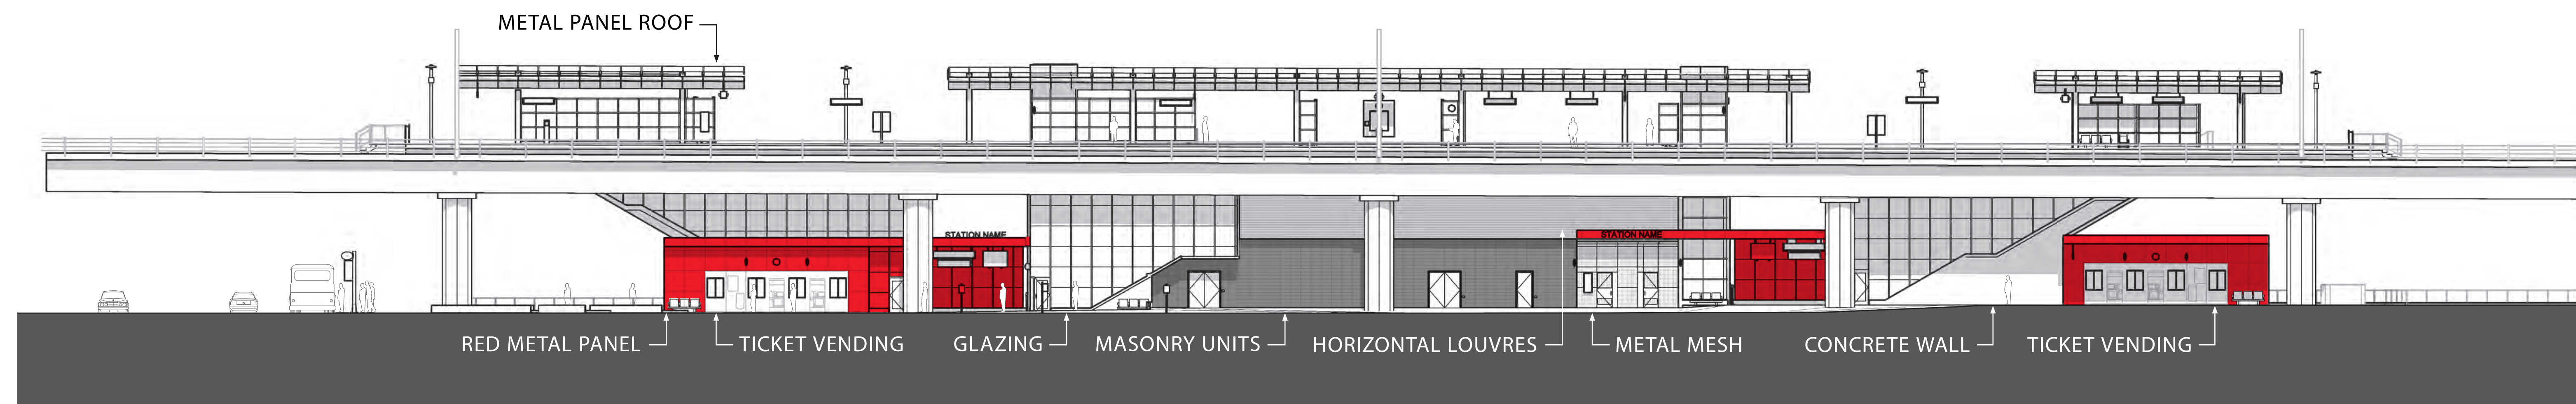 METAL PANEL ROOF
STATION NAME
STATION NAME
RED METAL PANEL
TICKET VENDING
GLAZING
MASONRY UNITS
HORIZONTAL LOUVRES
METAL MESH
CONCRETE WALL
TICKET VENDING